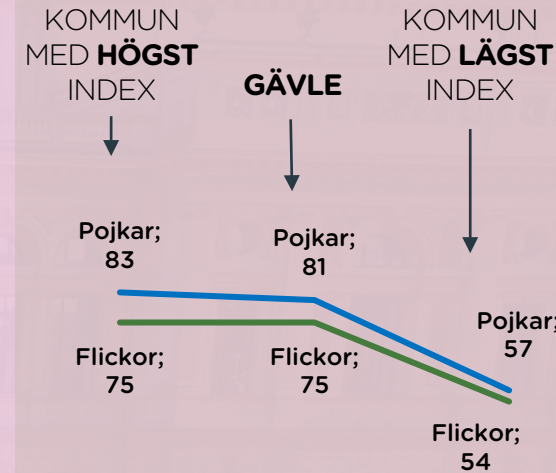 KOMMUN
MED HÖGST
INDEX
GÄVLE
KOMMUN
MED LÄGST
INDEX
Pojkar;
83
Pojkar;
81
Pojkar;
57
Flickor;
75
Flickor;
75
Flickor;
54